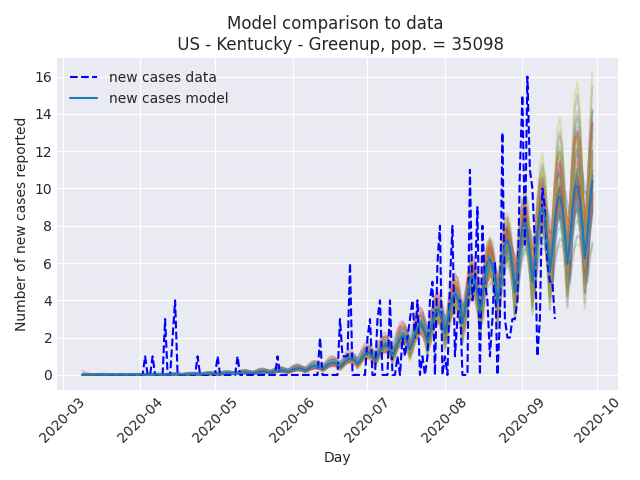 Model comparison to data
US - Kentucky - Greenup, pop. = 35098
new cases data
new cases model
Number of new cases reported
16
14
12
10
8
6
4
2
0
2020-03
2020-04
2020-05
2020-06
2020-07
2020-08
2020-09
2020-10
Day